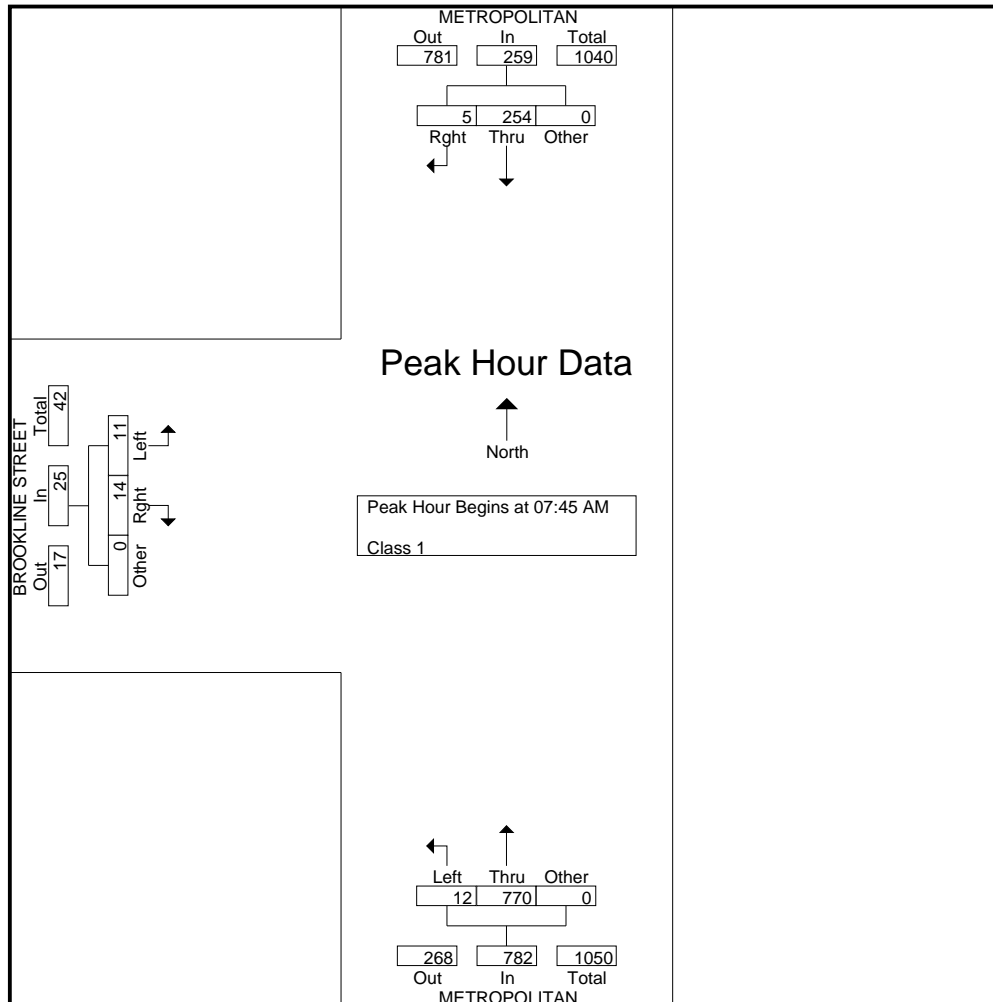 METROPOLITAN
Out In Total
781 259 1040
5 254 0
Rght Thru Other
Peak Hour Data
North
Peak Hour Begins at 07:45 AM
Class 1
BROOKLINE STREET
Out In Total
17 25 42
0 14 11
Other Rght Left
Left Thru Other
12 770 0
268 782 1050
Out In Total
METROPOLITAN